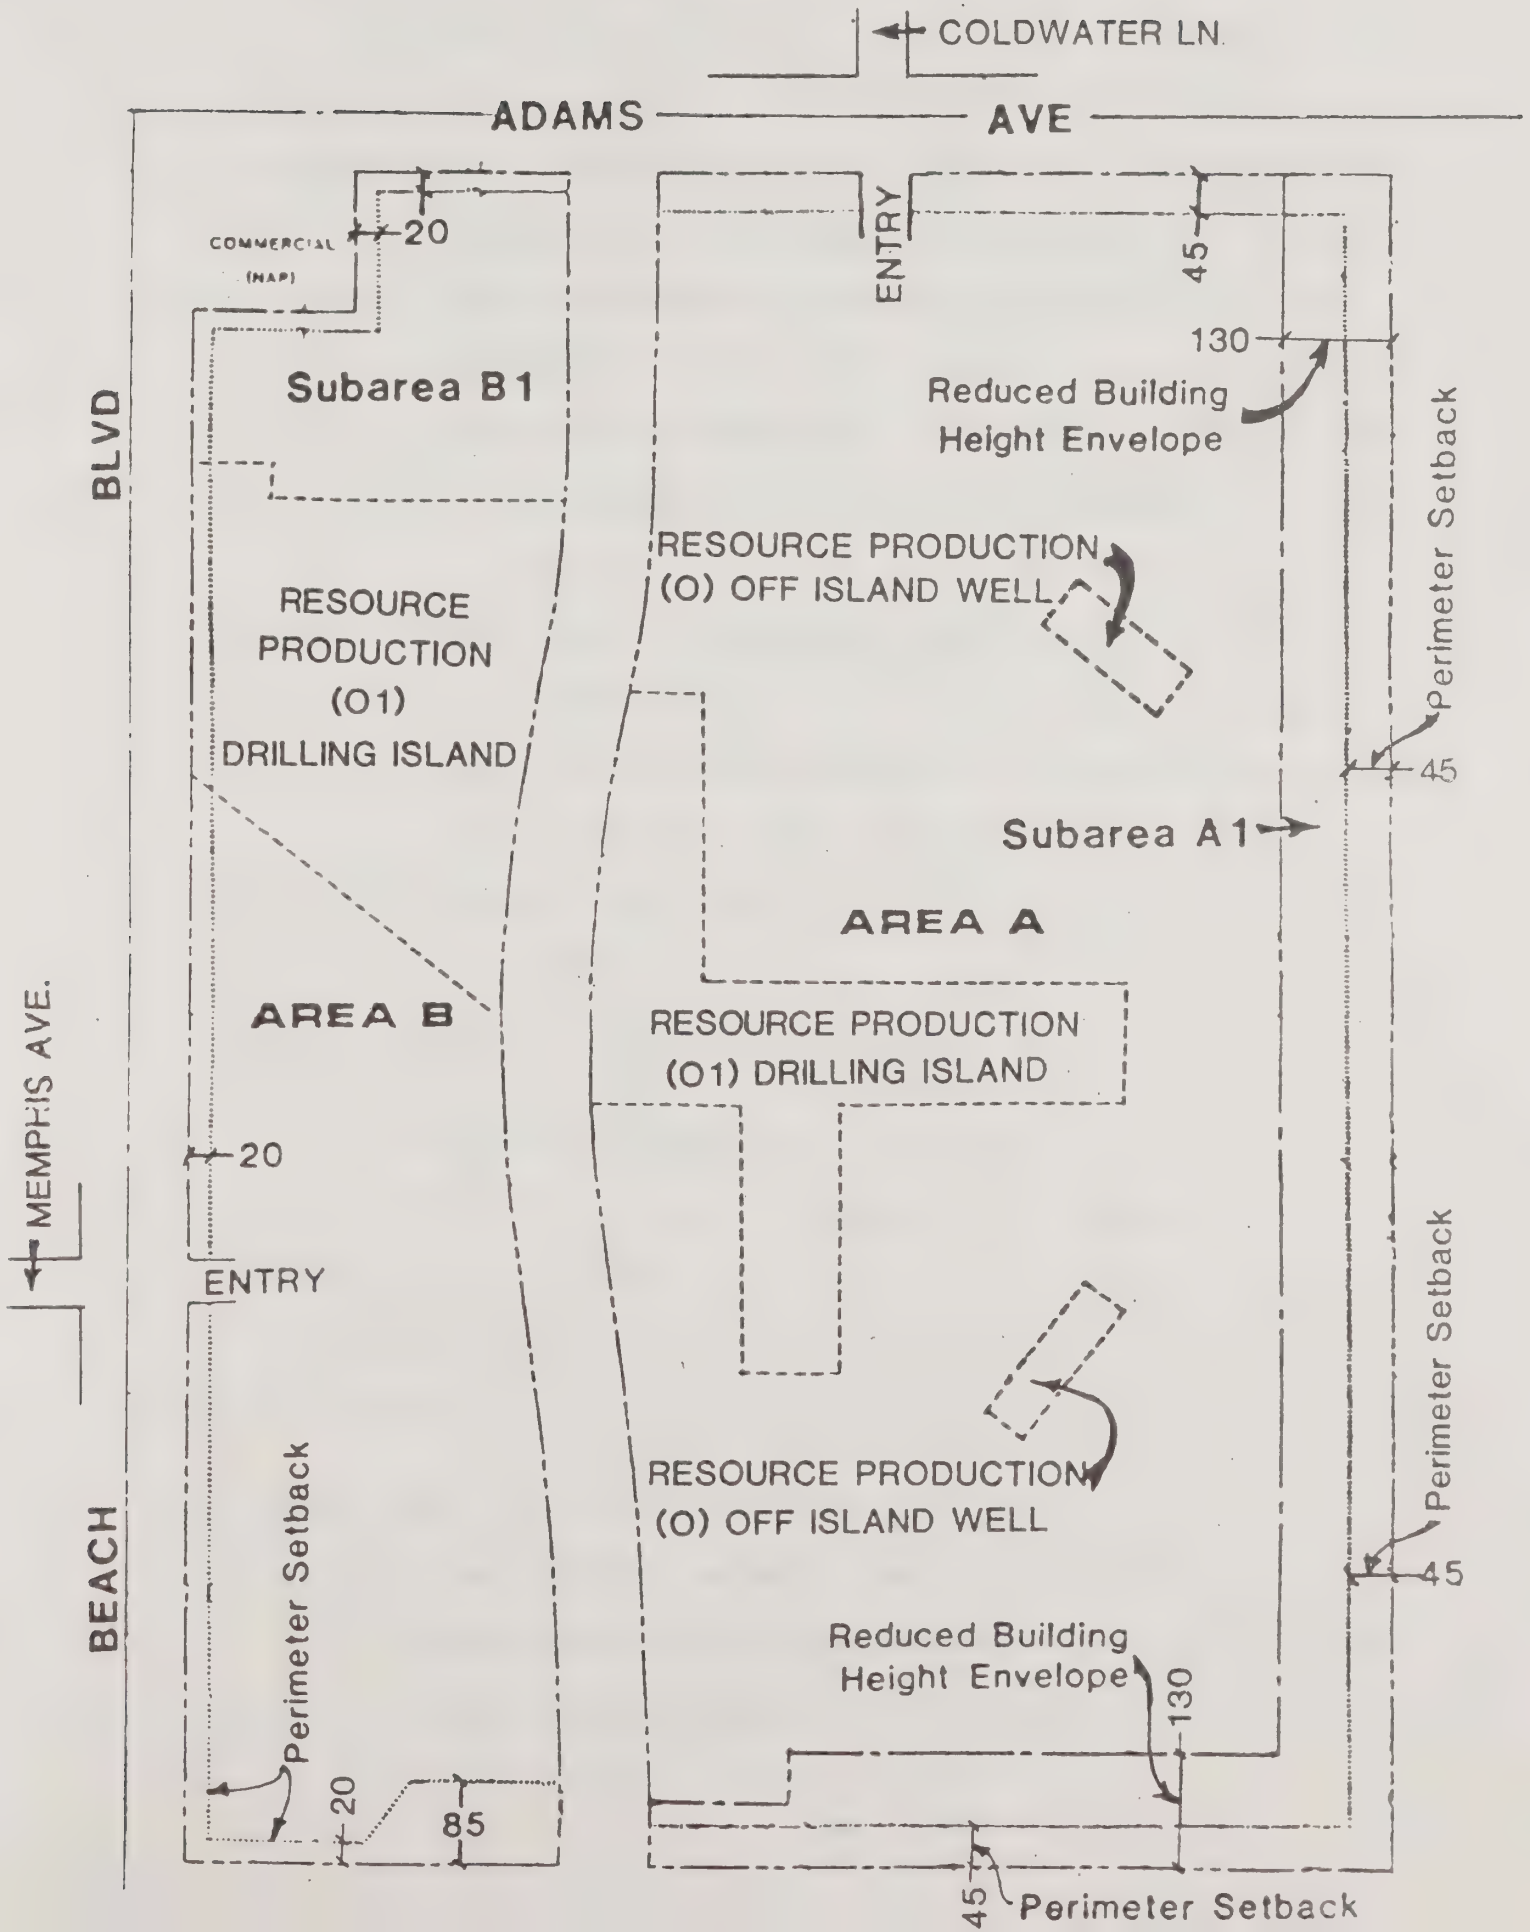 COLDWATER LN.
ADAMS AVE
ENTRY
20
45
COMMERCIAL
(NAP)
130
Subarea B1
Reduced Building
Height Envelope
BLVD
Perimeter Setback
RESOURCE PRODUCTION
(O) OFF ISLAND WELL
RESOURCE
PRODUCTION
(O1)
DRILLING ISLAND
45
Subarea A1
AREA A
AREA B
RESOURCE PRODUCTION
(O1) DRILLING ISLAND
MEMPHIS AVE.
20
ENTRY
Perimeter Setback
RESOURCE PRODUCTION
(O) OFF ISLAND WELL
Perimeter Setback
BEACH
45
Reduced Building
Height Envelope
130
20
85
45
Perimeter Setback